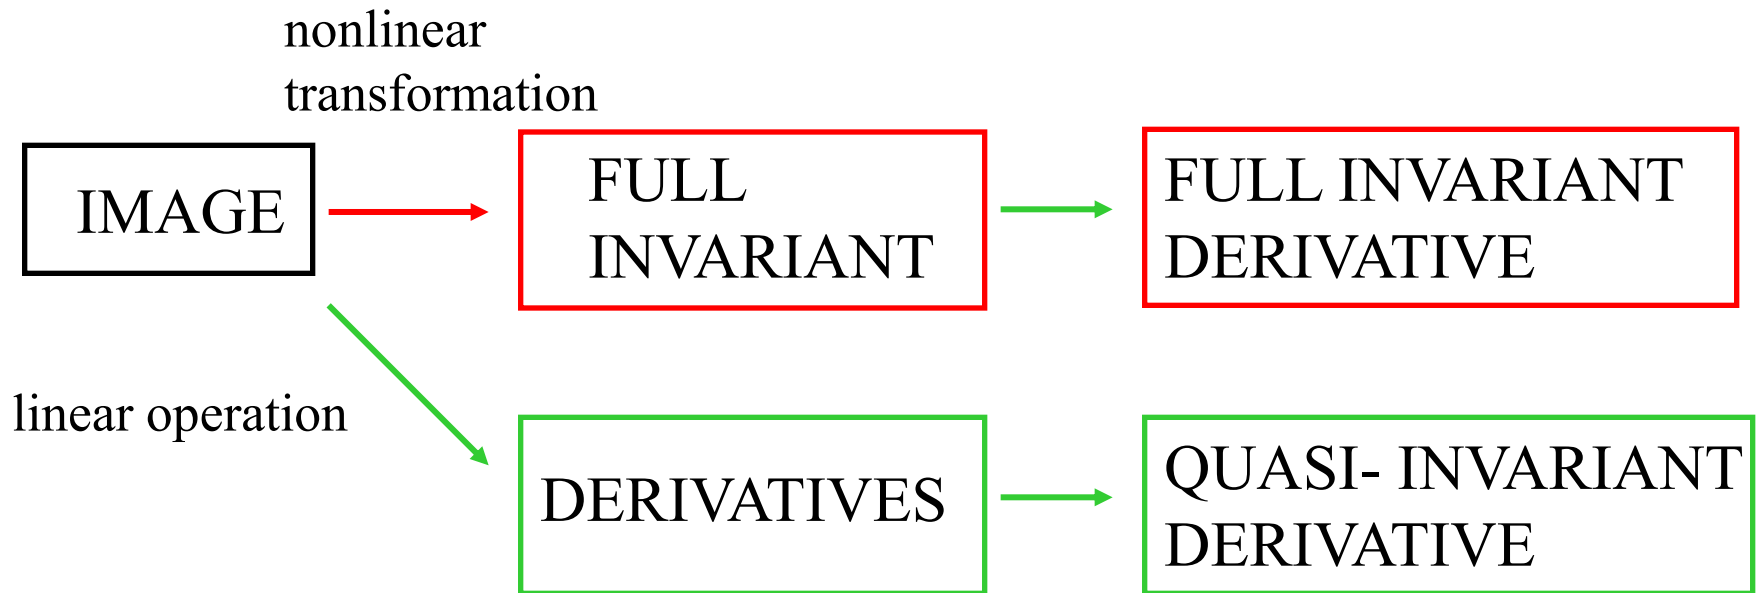 nonlinear
transformation
IMAGE
FULL
INVARIANT
FULL INVARIANT
DERIVATIVE
linear operation
DERIVATIVES
QUASI- INVARIANT
DERIVATIVE